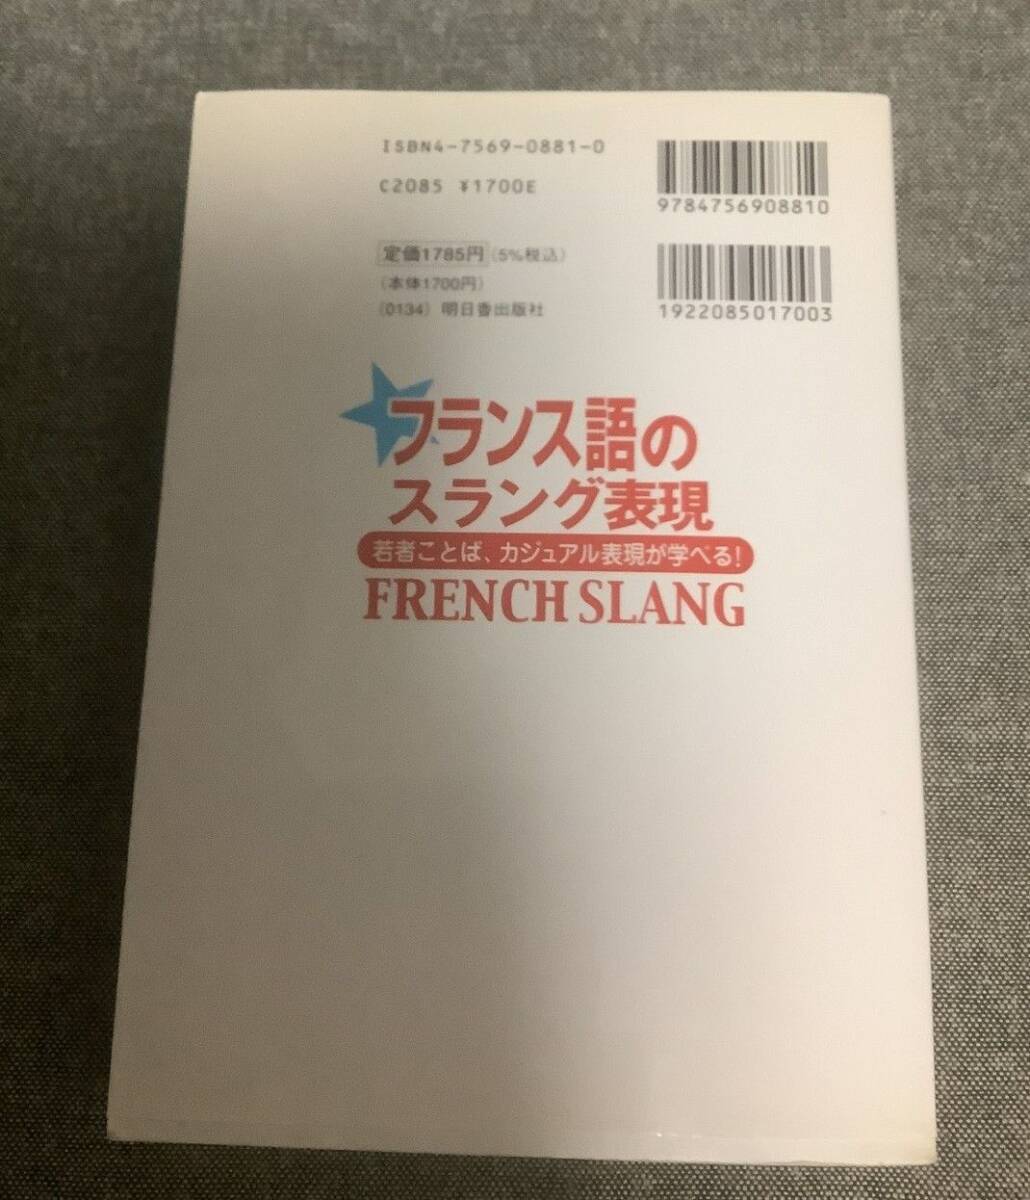 ISBN4-7569-0881-0
C2085 ¥1700E
9784756908810
定価1785円（5%税込）
（本体1700円）
（0134）明日香出版社
1922085017003
フランス語の
スラング表現
若者ことば、カジュアル表現が学べる！
FRENCH SLANG